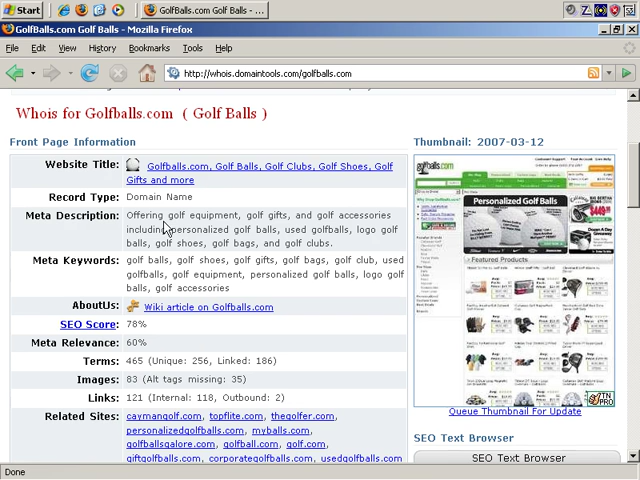 Start
GolfBalls.com Golf Balls - ...
GolfBalls.com Golf Balls - Mozilla Firefox
File Edit View History Bookmarks Tools Help
http://whois.domaintools.com/golfballs.com
Whois for Golfballs.com ( Golf Balls )
Front Page Information
Website Title: Golfballs.com, Golf Balls, Golf Clubs, Golf Shoes, Golf
Gifts and more
Record Type: Domain Name
Meta Description: Offering golf equipment, golf gifts, and golf accessories
including personalized golf balls, used golfballs, logo golf
balls, golf shoes, golf bags, and golf clubs.
Meta Keywords: golf balls, golf shoes, golf gifts, golf bags, golf club, used
golfballs, golf equipment, personalized golf balls, logo golf
balls, golf accessories
AboutUs: Wiki article on Golfballs.com
SEO Score: 78%
Meta Relevance: 60%
Terms: 465 (Unique: 256, Linked: 186)
Images: 83 (Alt tags missing: 35)
Links: 121 (Internal: 118, Outbound: 2)
Related Sites: caymangolf.com, topflite.com, thegolfer.com,
personalizedgolfballs.com, myballs.com,
golfballsgalore.com, golfball.com, golf.com,
giftgolfballs.com, corporategolfballs.com, usedgolfballs.com
Thumbnail: 2007-03-12
golfballs.com
Personalized Golf Balls
$449
Featured Products
Queue Thumbnail For Update
SEO Text Browser
SEO Text Browser
Done